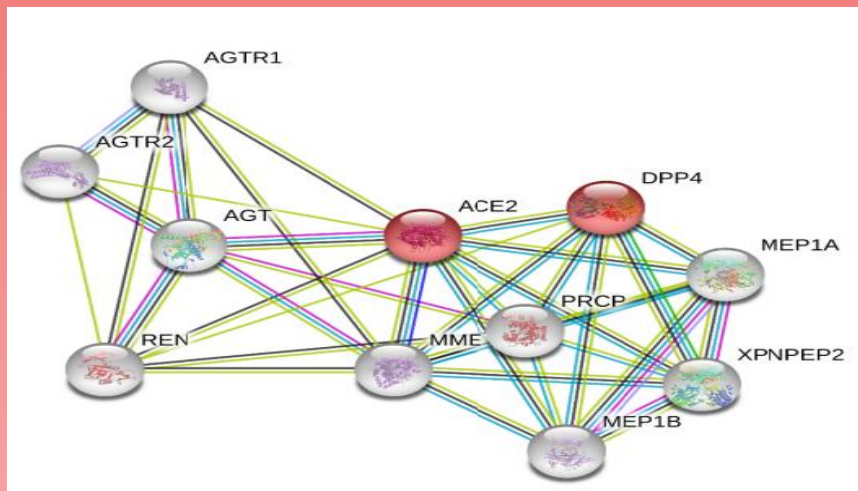 AGTR1
AGTR2
DPP4
ACE2
AGT
MEP1A
PRCP
REN
MME
XPNPEP2
MEP1B